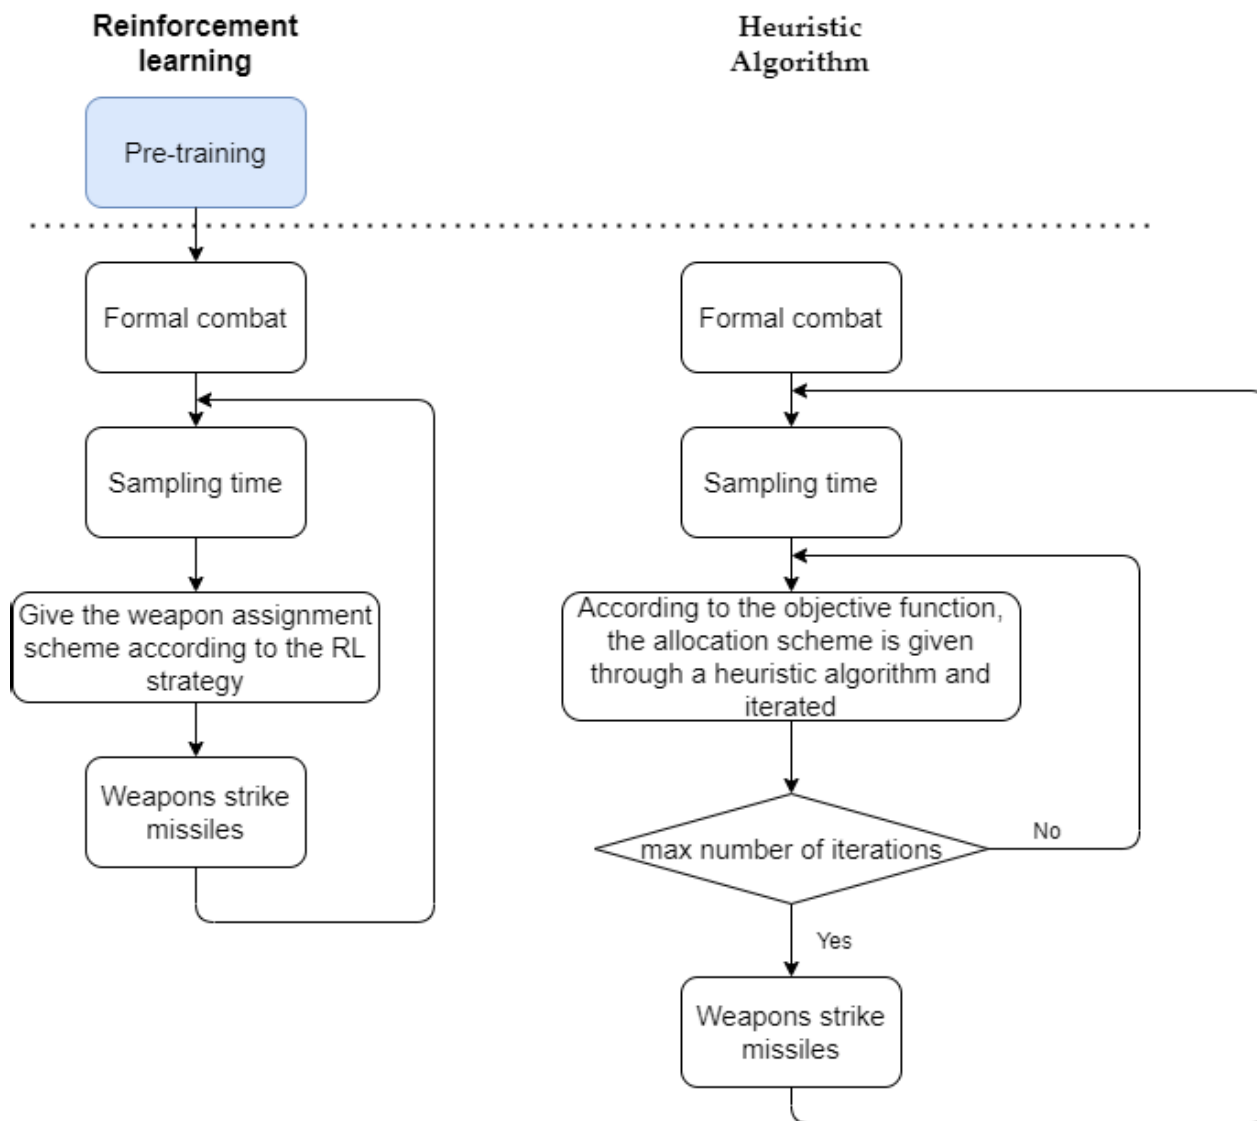 Reinforcement
learning
Pre-training
Formal combat
Sampling time
Give the weapon assignment
scheme according to the RL
strategy
Weapons strike
missiles
Heuristic
Algorithm
Formal combat
Sampling time
According to the objective function,
the allocation scheme is given
through a heuristic algorithm and
iterated
max number of iterations
No
Yes
Weapons strike
missiles